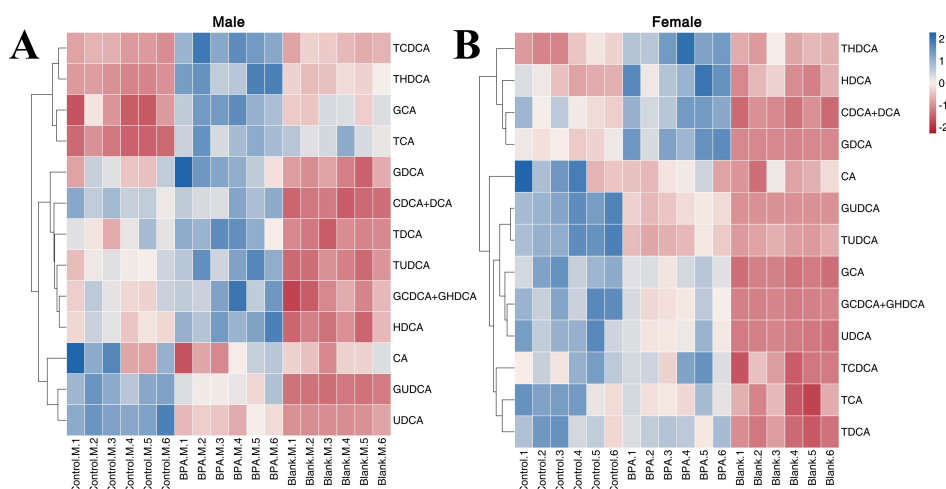 A
Male
TCDCA
THDCA
GCA
TCA
GDCA
CDCA+DCA
TDCA
TUDCA
GCDCA+GHDCA
HDCA
CA
GUDCA
UDCA
Control.M.1
Control.M.2
Control.M.3
Control.M.4
Control.M.5
Control.M.6
BPA.M.1
BPA.M.2
BPA.M.3
BPA.M.4
BPA.M.5
BPA.M.6
Blank.M.1
Blank.M.2
Blank.M.3
Blank.M.4
Blank.M.5
Blank.M.6
B
Female
THDCA
HDCA
CDCA+DCA
GDCA
CA
GUDCA
TUDCA
GCA
GCDCA+GHDCA
UDCA
TCDCA
TCA
TDCA
Control.1
Control.2
Control.3
Control.4
Control.5
Control.6
BPA.1
BPA.2
BPA.3
BPA.4
BPA.5
BPA.6
Blank.1
Blank.2
Blank.3
Blank.4
Blank.5
Blank.6
2
1
0
-1
-2